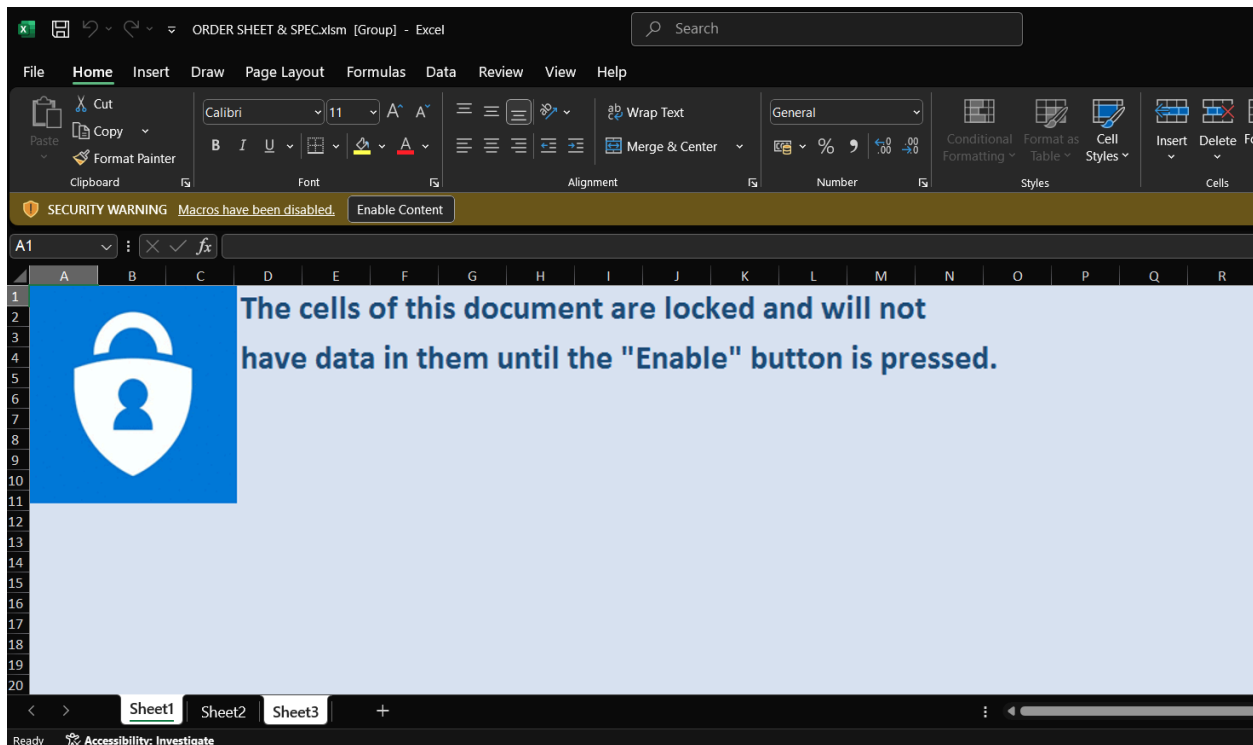 ORDER SHEET & SPEC.xlsm  [Group]  -  Excel
Search
File Home Insert Draw Page Layout Formulas Data Review View Help
Paste
Cut
Copy
Format Painter
Clipboard
Calibri 11 A^ A˅
B I U A
Font
ab Wrap Text
Merge & Center
Alignment
General
% 9 .00 .00
Number
Conditional Formatting
Format as Table
Cell Styles
Styles
Insert Delete
Cells
SECURITY WARNING Macros have been disabled. Enable Content
A1 fx
A B C D E F G H I J K L M N O P Q R
1
2
3
4
5
6
7
8
9
10
11
12
13
14
15
16
17
18
19
20
The cells of this document are locked and will not
have data in them until the "Enable" button is pressed.
Sheet1 Sheet2 Sheet3 +
Ready Accessibility: Investigate